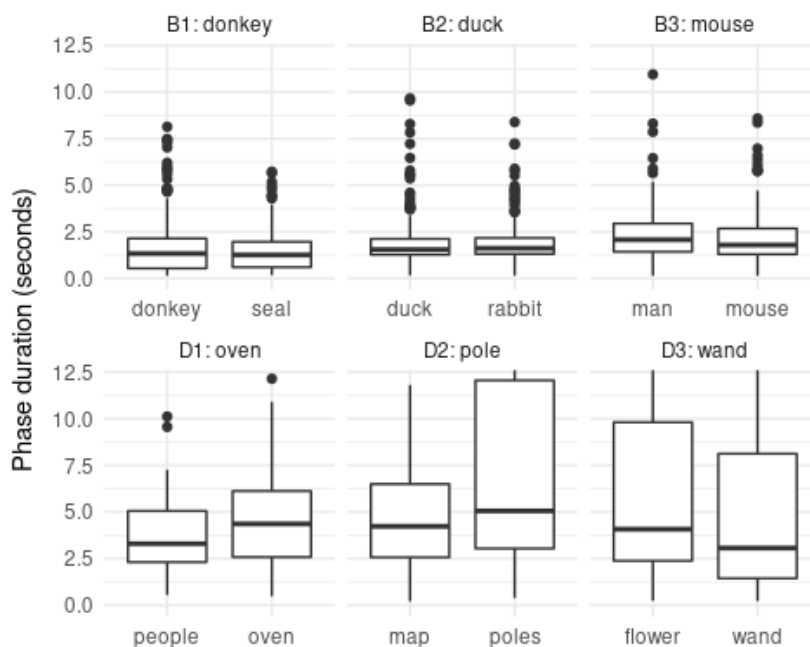 B1: donkey B2: duck B3: mouse
12.5
10.0
7.5
5.0
2.5
0.0
donkey seal duck rabbit man mouse
Phase duration (seconds)
D1: oven D2: pole D3: wand
12.5
10.0
7.5
5.0
2.5
0.0
people oven map poles flower wand